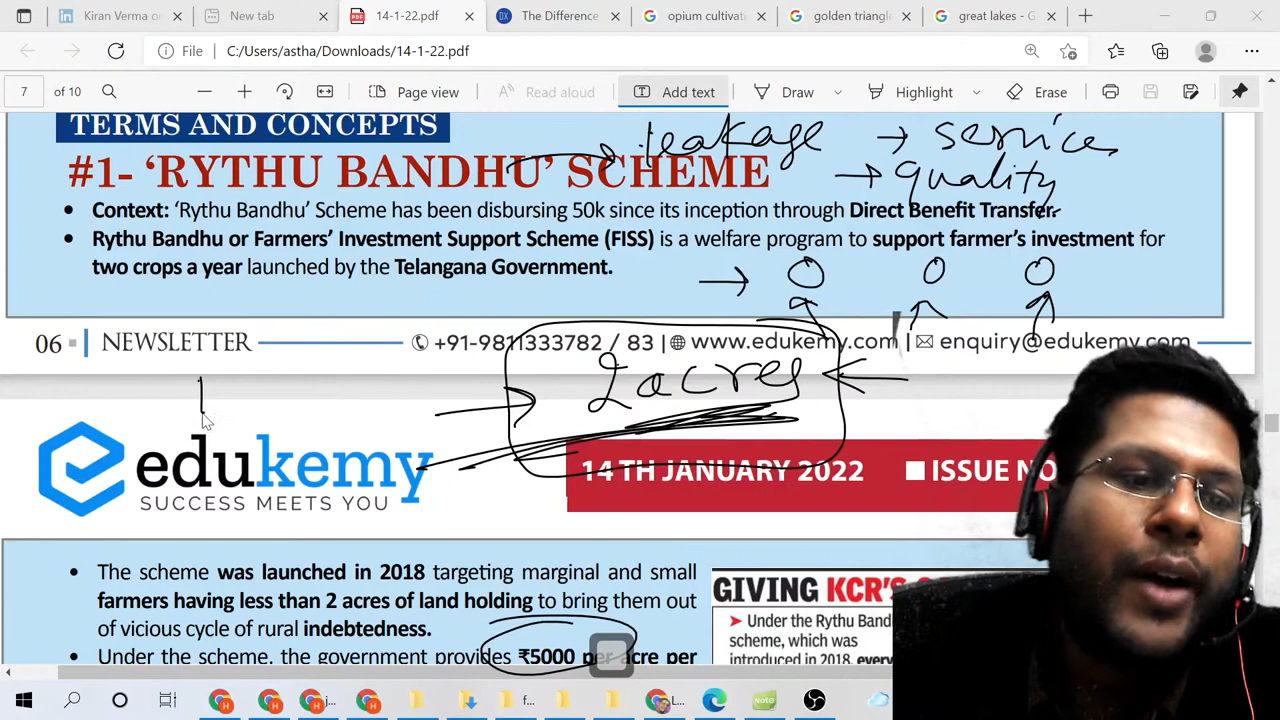 Kiran Verma on
New tab
14-1-22.pdf
The Difference
opium cultivati
golden triangle
great lakes - G
File
C:/Users/astha/Downloads/14-1-22.pdf
7
of 10
Page view
Read aloud
Add text
Draw
Highlight
Erase
TERMS AND CONCEPTS
leakage → services
→ quality
#1- ‘RYTHU BANDHU’ SCHEME
• Context: ‘Rythu Bandhu’ Scheme has been disbursing 50k since its inception through Direct Benefit Transfer.
• Rythu Bandhu or Farmers’ Investment Support Scheme (FISS) is a welfare program to support farmer’s investment for
two crops a year launched by the Telangana Government.
06 NEWSLETTER
+91-9811333782 / 83 | www.edukemy.com | enquiry@edukemy.com
2 acres
edukemy
SUCCESS MEETS YOU
14 TH JANUARY 2022 ■ ISSUE NO
• The scheme was launched in 2018 targeting marginal and small
farmers having less than 2 acres of land holding to bring them out
of vicious cycle of rural indebtedness.
• Under the scheme, the government provides ₹5000 per acre per
GIVING KCR'S
➤ Under the Rythu Band
scheme, which was
introduced in 2018, every